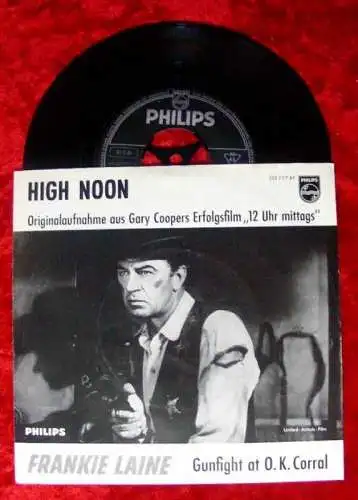 PHILIPS
HIGH NOON
PHILIPS
Originalaufnahme aus Gary Coopers Erfolgsfilm „12 Uhr mittags"
PHILIPS
United-Artists-Film
FRANKIE LAINE
Gunfight at O.K. Corral